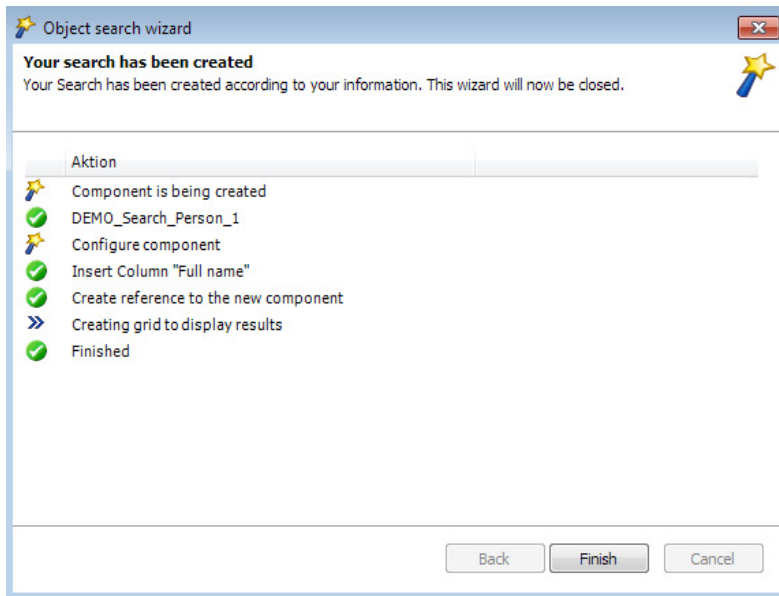 Object search wizard
Your search has been created
Your Search has been created according to your information. This wizard will now be closed.
Aktion
Component is being created
DEMO_Search_Person_1
Configure component
Insert Column "Full name"
Create reference to the new component
Creating grid to display results
Finished
Back Finish Cancel